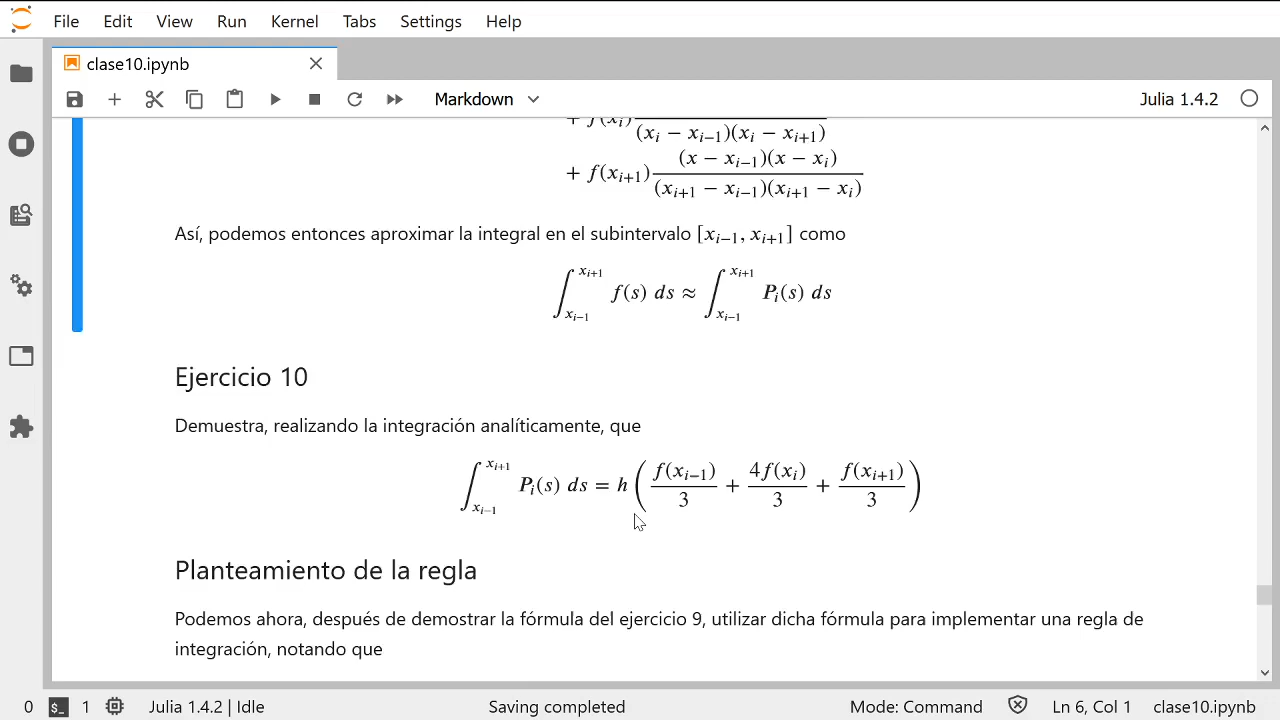 File Edit View Run Kernel Tabs Settings Help
clase10.ipynb
Markdown
Julia 1.4.2
+ f(x_i) / (x_i − x_{i−1})(x_i − x_{i+1})
+ f(x_{i+1}) (x − x_{i−1})(x − x_i) / (x_{i+1} − x_{i−1})(x_{i+1} − x_i)
Así, podemos entonces aproximar la integral en el subintervalo [x_{i−1}, x_{i+1}] como
∫_{x_{i−1}}^{x_{i+1}} f(s) ds ≈ ∫_{x_{i−1}}^{x_{i+1}} P_i(s) ds
Ejercicio 10
Demuestra, realizando la integración analíticamente, que
∫_{x_{i−1}}^{x_{i+1}} P_i(s) ds = h ( f(x_{i−1})/3 + 4f(x_i)/3 + f(x_{i+1})/3 )
Planteamiento de la regla
Podemos ahora, después de demostrar la fórmula del ejercicio 9, utilizar dicha fórmula para implementar una regla de
integración, notando que
0 $_ 1 Julia 1.4.2 | Idle Saving completed Mode: Command Ln 6, Col 1 clase10.ipynb